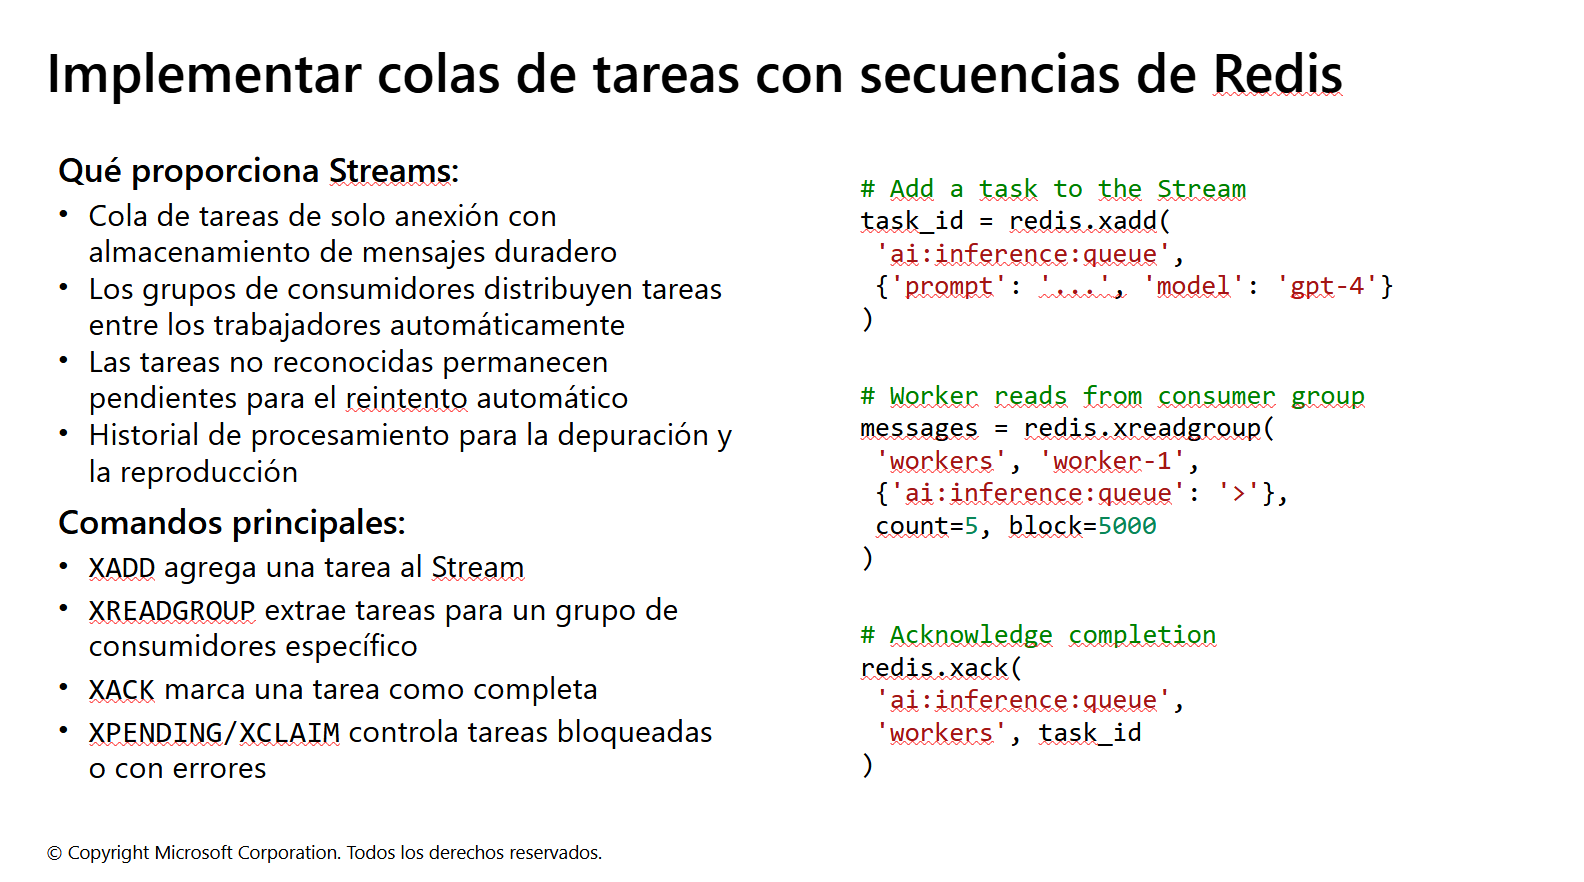 Implementar colas de tareas con secuencias de Redis
Qué proporciona Streams:
• Cola de tareas de solo anexión con
almacenamiento de mensajes duradero
• Los grupos de consumidores distribuyen tareas
entre los trabajadores automáticamente
• Las tareas no reconocidas permanecen
pendientes para el reintento automático
• Historial de procesamiento para la depuración y
la reproducción
Comandos principales:
• XADD agrega una tarea al Stream
• XREADGROUP extrae tareas para un grupo de
consumidores específico
• XACK marca una tarea como completa
• XPENDING/XCLAIM controla tareas bloqueadas
o con errores
# Add a task to the Stream
task_id = redis.xadd(
 'ai:inference:queue',
 {'prompt': '...', 'model': 'gpt-4'}
)
# Worker reads from consumer group
messages = redis.xreadgroup(
 'workers', 'worker-1',
 {'ai:inference:queue': '>'},
 count=5, block=5000
)
# Acknowledge completion
redis.xack(
 'ai:inference:queue',
 'workers', task_id
)
© Copyright Microsoft Corporation. Todos los derechos reservados.